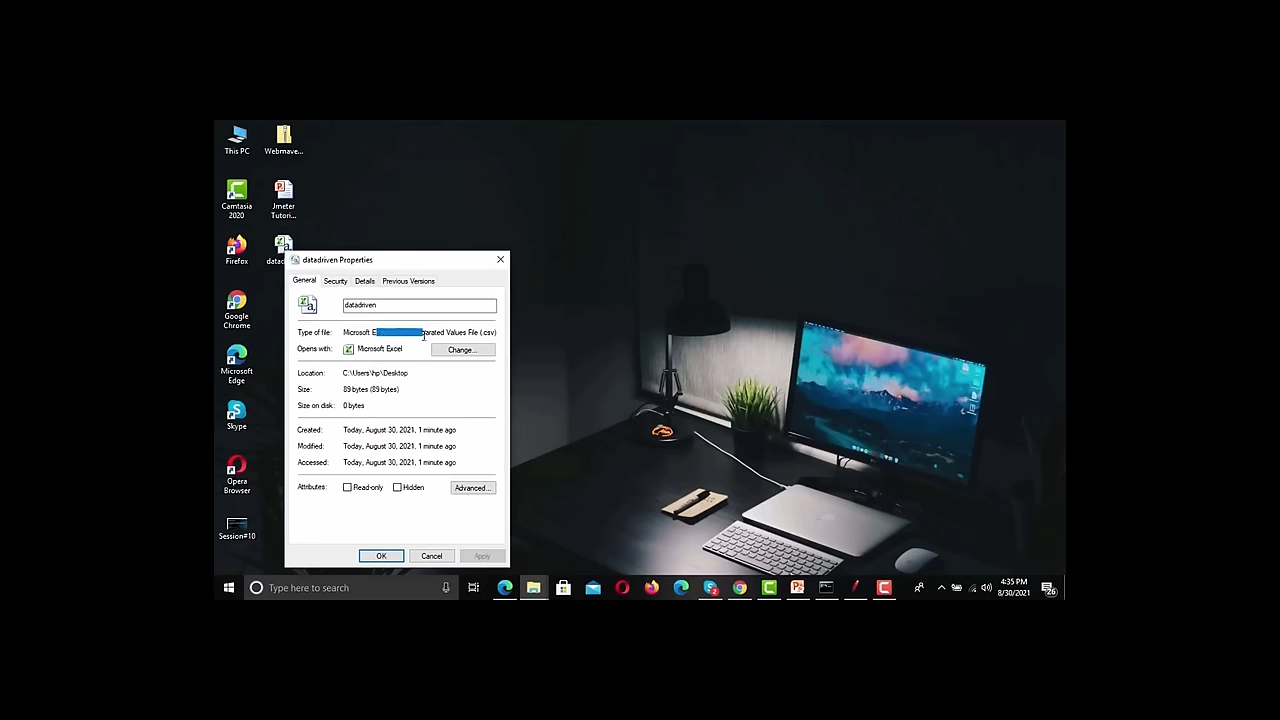 This PC
Webmave...
Camtasia
2020
Jmeter
Tutori...
Firefox
Google
Chrome
Microsoft
Edge
Skype
Opera
Browser
Session#10
datadriven Properties
General Security Details Previous Versions
datadriven
Type of file: Microsoft Values File (.csv)
Opens with: Microsoft Excel Change...
Location: C:\Users\hp\Desktop
Size: 89 bytes (89 bytes)
Size on disk: 0 bytes
Created: Today, August 30, 2021, 1 minute ago
Modified: Today, August 30, 2021, 1 minute ago
Accessed: Today, August 30, 2021, 1 minute ago
Attributes: Read-only Hidden Advanced...
OK Cancel Apply
Type here to search
4:35 PM
8/30/2021
26